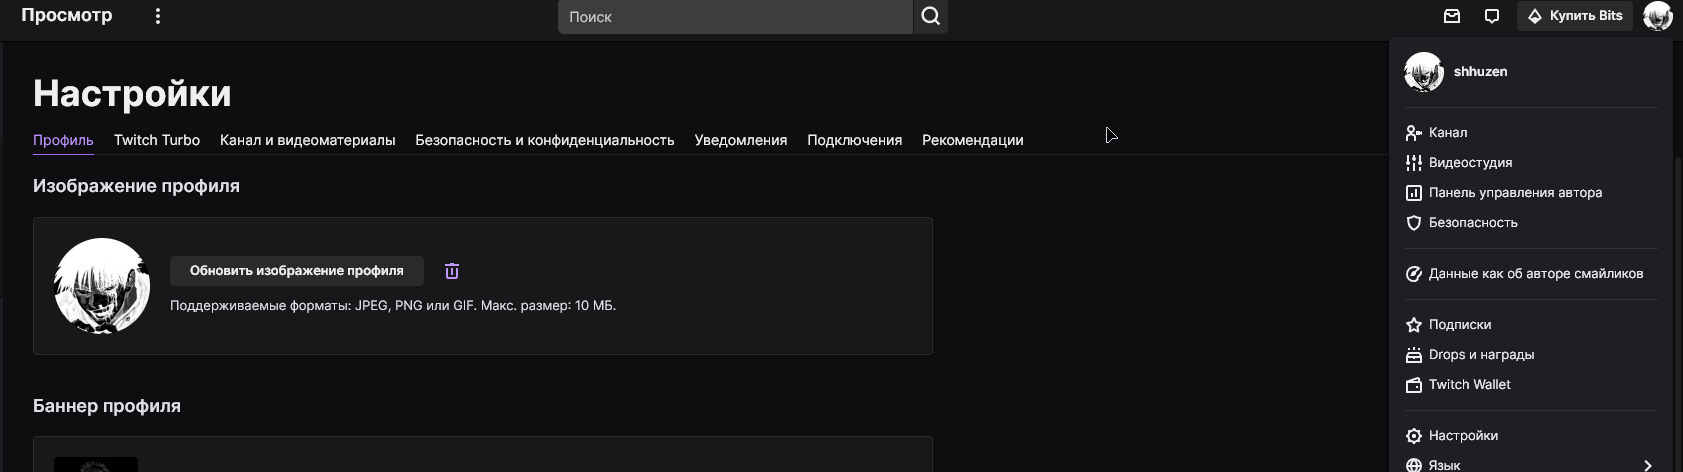 Просмотр
Поиск
Купить Bits
Настройки
Профиль
Twitch Turbo
Канал и видеоматериалы
Безопасность и конфиденциальность
Уведомления
Подключения
Рекомендации
Изображение профиля
Обновить изображение профиля
Поддерживаемые форматы: JPEG, PNG или GIF. Макс. размер: 10 МБ.
Баннер профиля
shhuzen
Канал
Видеостудия
Панель управления автора
Безопасность
Данные как об авторе смайликов
Подписки
Drops и награды
Twitch Wallet
Настройки
Язык